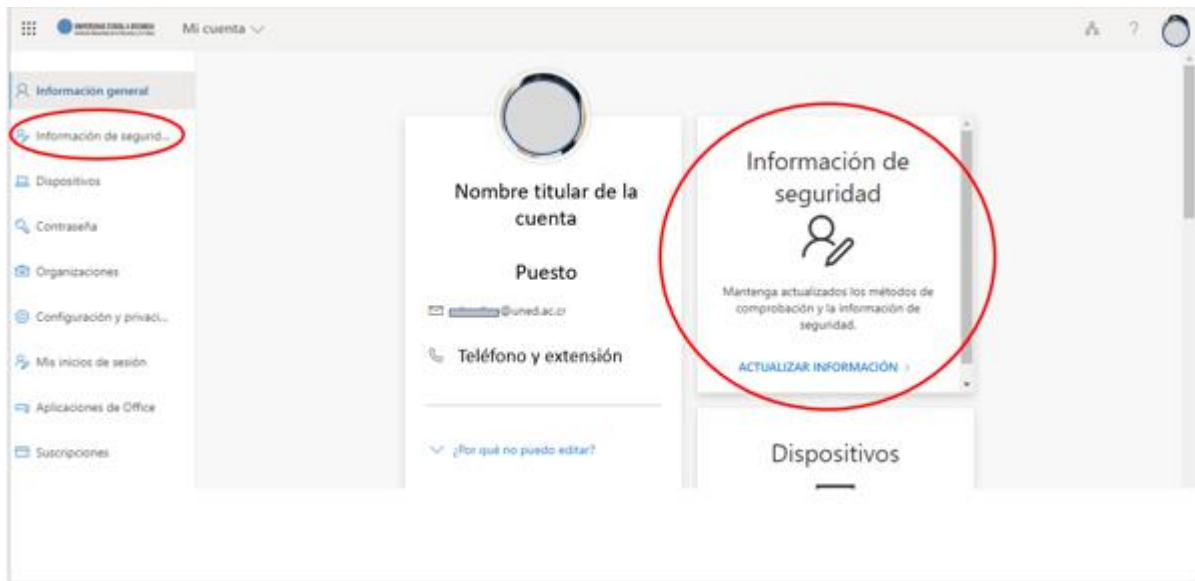 Mi cuenta
?
Información general
Información de segurid...
Dispositivos
Contraseña
Organizaciones
Configuración y privaci...
Mis inicios de sesión
Aplicaciones de Office
Suscripciones
Nombre titular de la
cuenta
Puesto
@uned.ac.cr
Teléfono y extensión
¿Por qué no puedo editar?
Información de
seguridad
Mantenga actualizados los métodos de
comprobación y la información de
seguridad.
ACTUALIZAR INFORMACIÓN >
Dispositivos